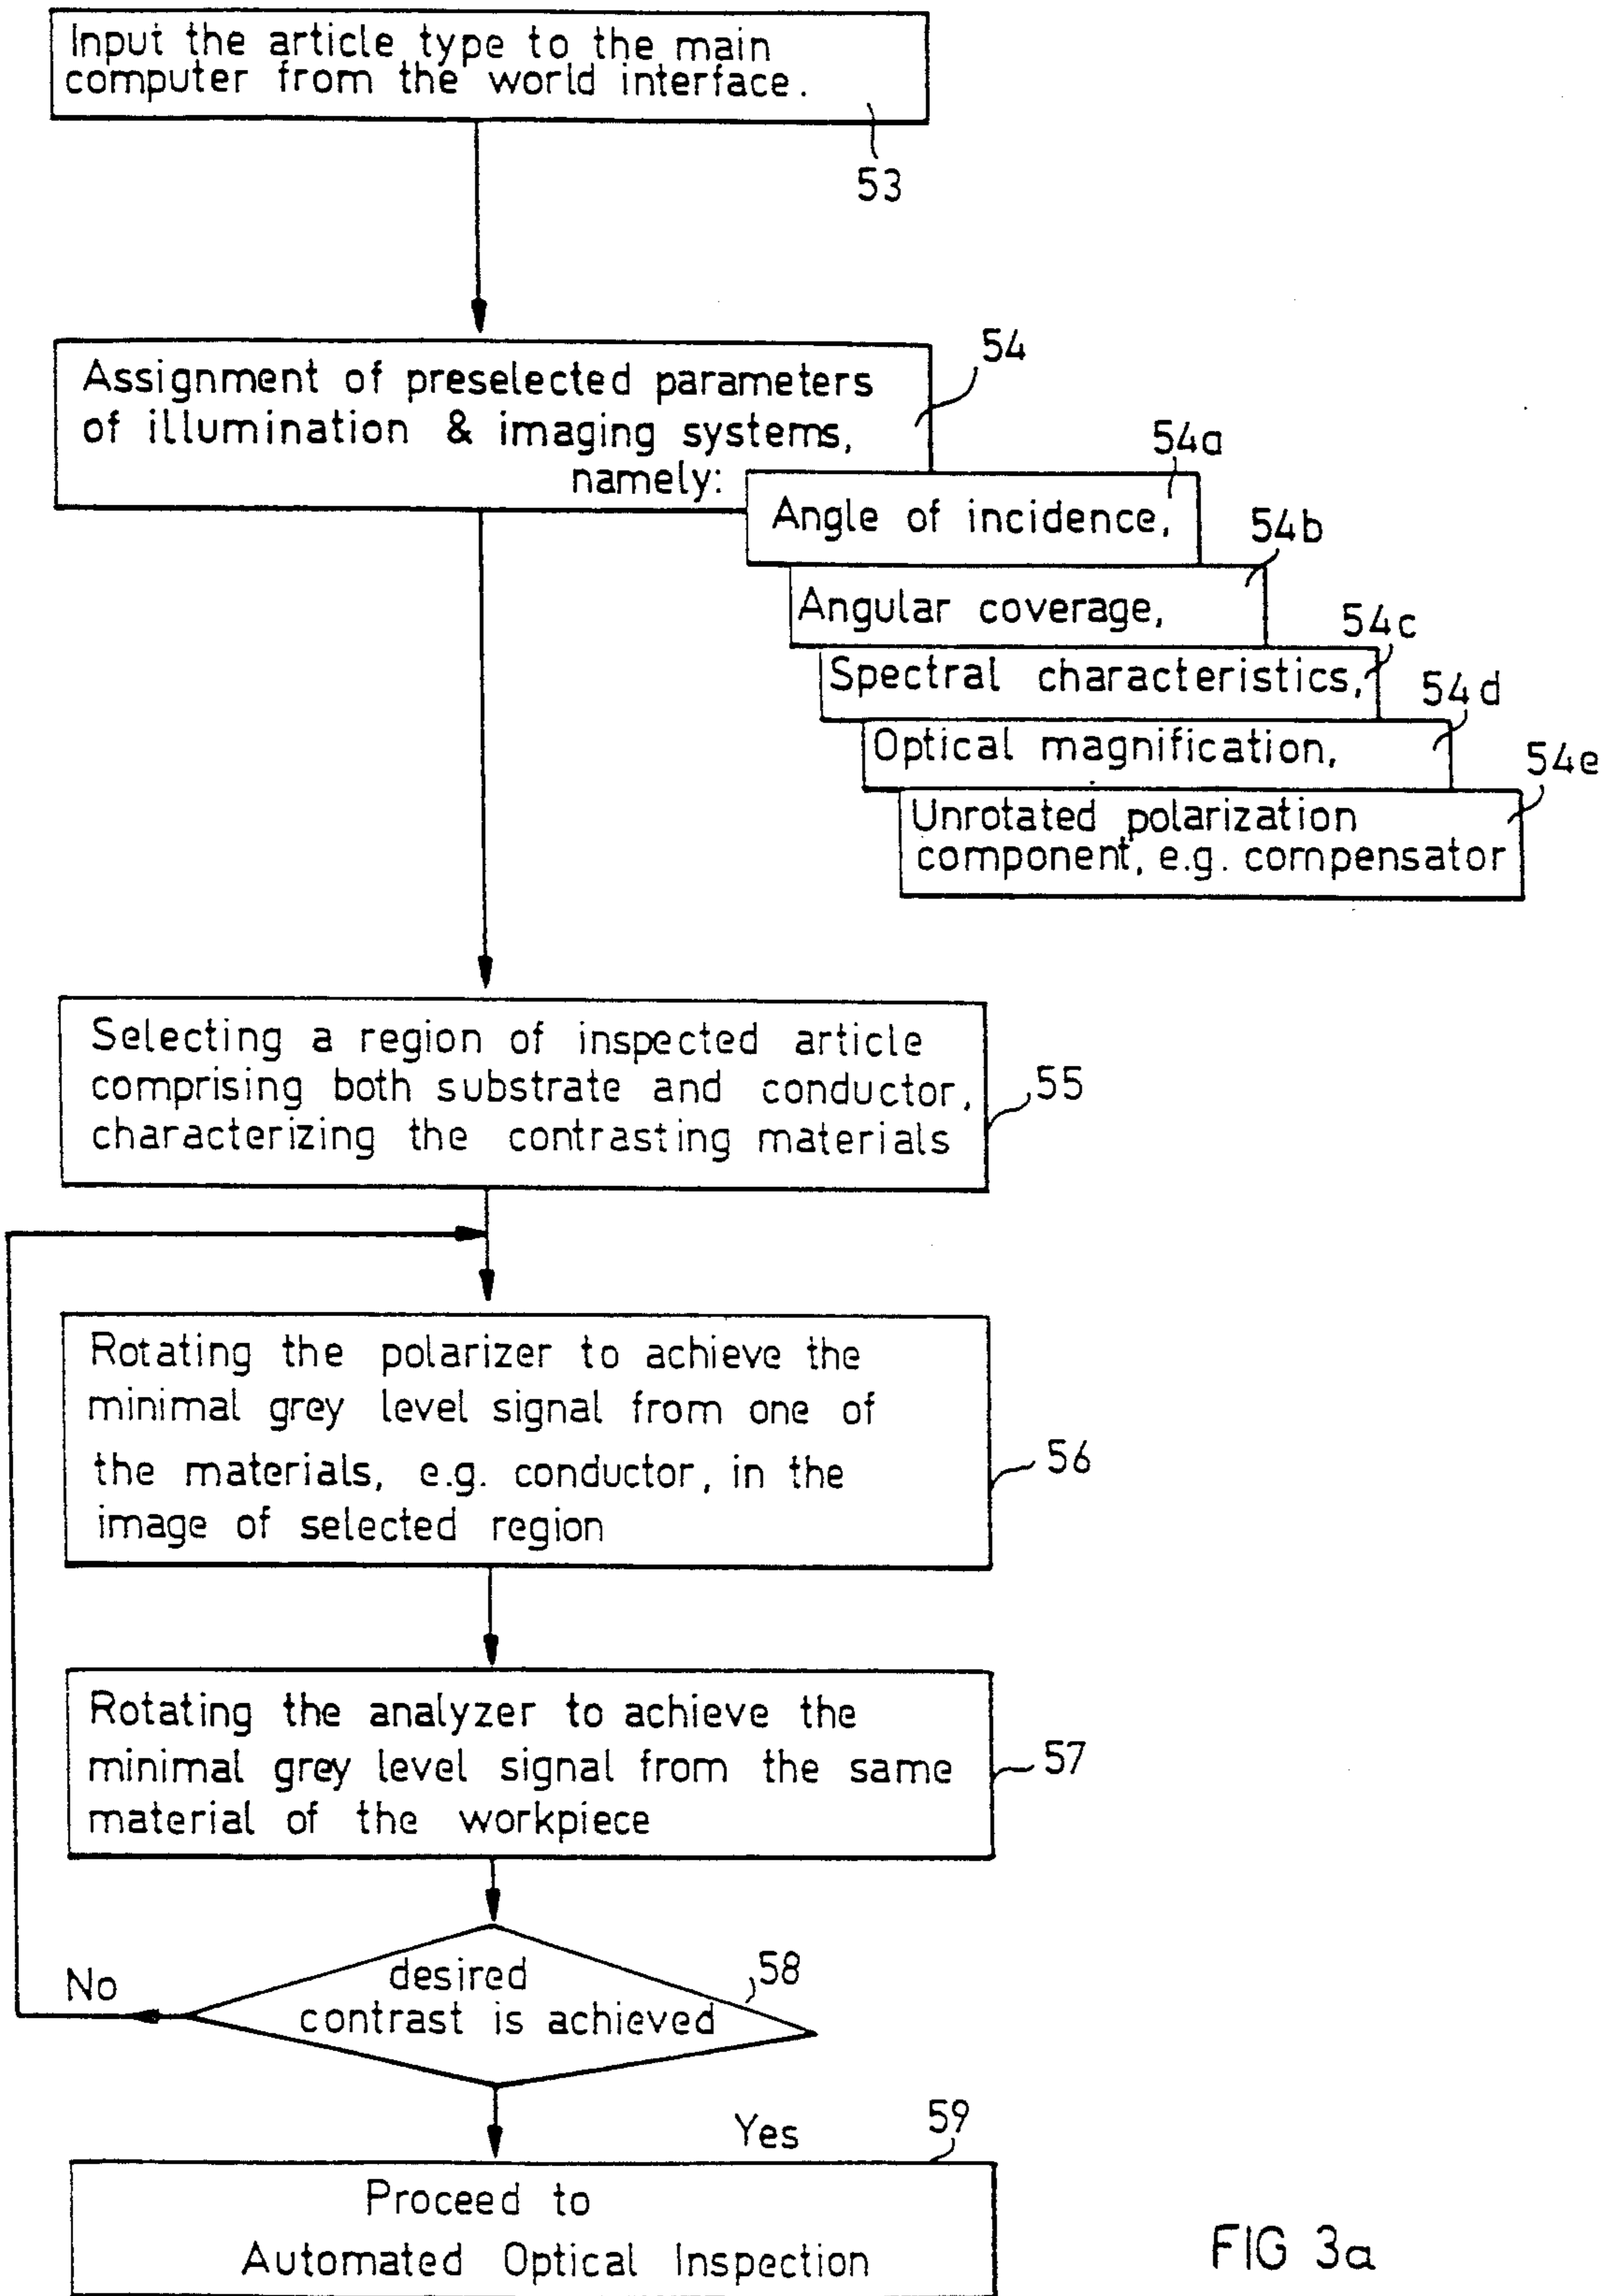 Input the article type to the main
computer from the world interface.
53
Assignment of preselected parameters
of illumination & imaging systems,
namely:
54
54a
Angle of incidence,
54b
Angular coverage,
54c
Spectral characteristics,
54d
Optical magnification,
54e
Unrotated polarization
component, e.g. compensator
Selecting a region of inspected article
comprising both substrate and conductor,
characterizing the contrasting materials
55
Rotating the polarizer to achieve the
minimal grey level signal from one of
the materials, e.g. conductor, in the
image of selected region
56
Rotating the analyzer to achieve the
minimal grey level signal from the same
material of the workpiece
57
desired
contrast is achieved
58
No
Yes
59
Proceed to
Automated Optical Inspection
FIG 3a